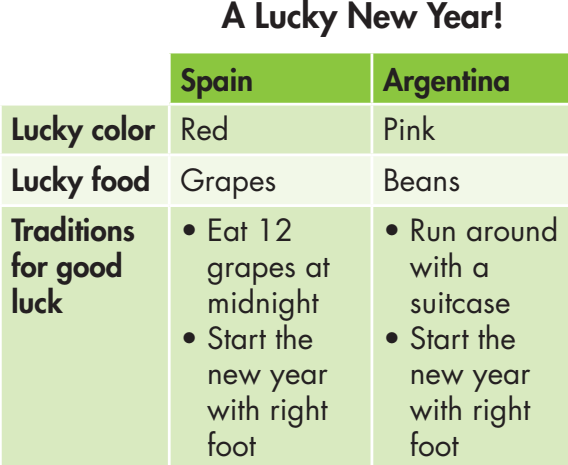 A Lucky New Year!
Spain Argentina
Lucky color Red Pink
Lucky food Grapes Beans
Traditions
for good
luck
• Eat 12
grapes at
midnight
• Start the
new year
with right
foot
• Run around
with a
suitcase
• Start the
new year
with right
foot